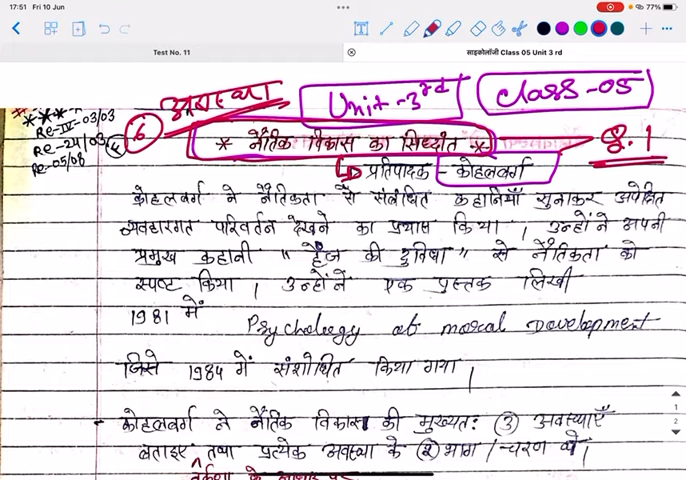 17:51 Fri 10 Jun
77%
Test No. 11
साइकोलॉजी Class 05 Unit 3 rd
अवस्था
Unit-3rd
Class-05
Re-IV-03/03
Re-24/03
Re-05/08
6
* नैतिक विकास का सिद्धांत *
प्रतिपादक - कोहलबर्ग
कोहलबर्ग ने नैतिकता से संबंधित कहानियाँ सुनाकर अपेक्षित
व्यवहारगत परिवर्तन देखने का प्रयास किया , उन्होंने अपनी
प्रमुख कहानी " हैंज की दुविधा " से नैतिकता को
स्पष्ट किया , उन्होंने एक पुस्तक लिखी
1981 में
Psychology of moral Development
जिसे 1984 में संशोधित किया गया ,
- कोहलबर्ग ने नैतिक विकास की मुख्यतः 3 अवस्थाएँ
बताइए तथा प्रत्येक अवस्था के 2 भाग / चरण थे,